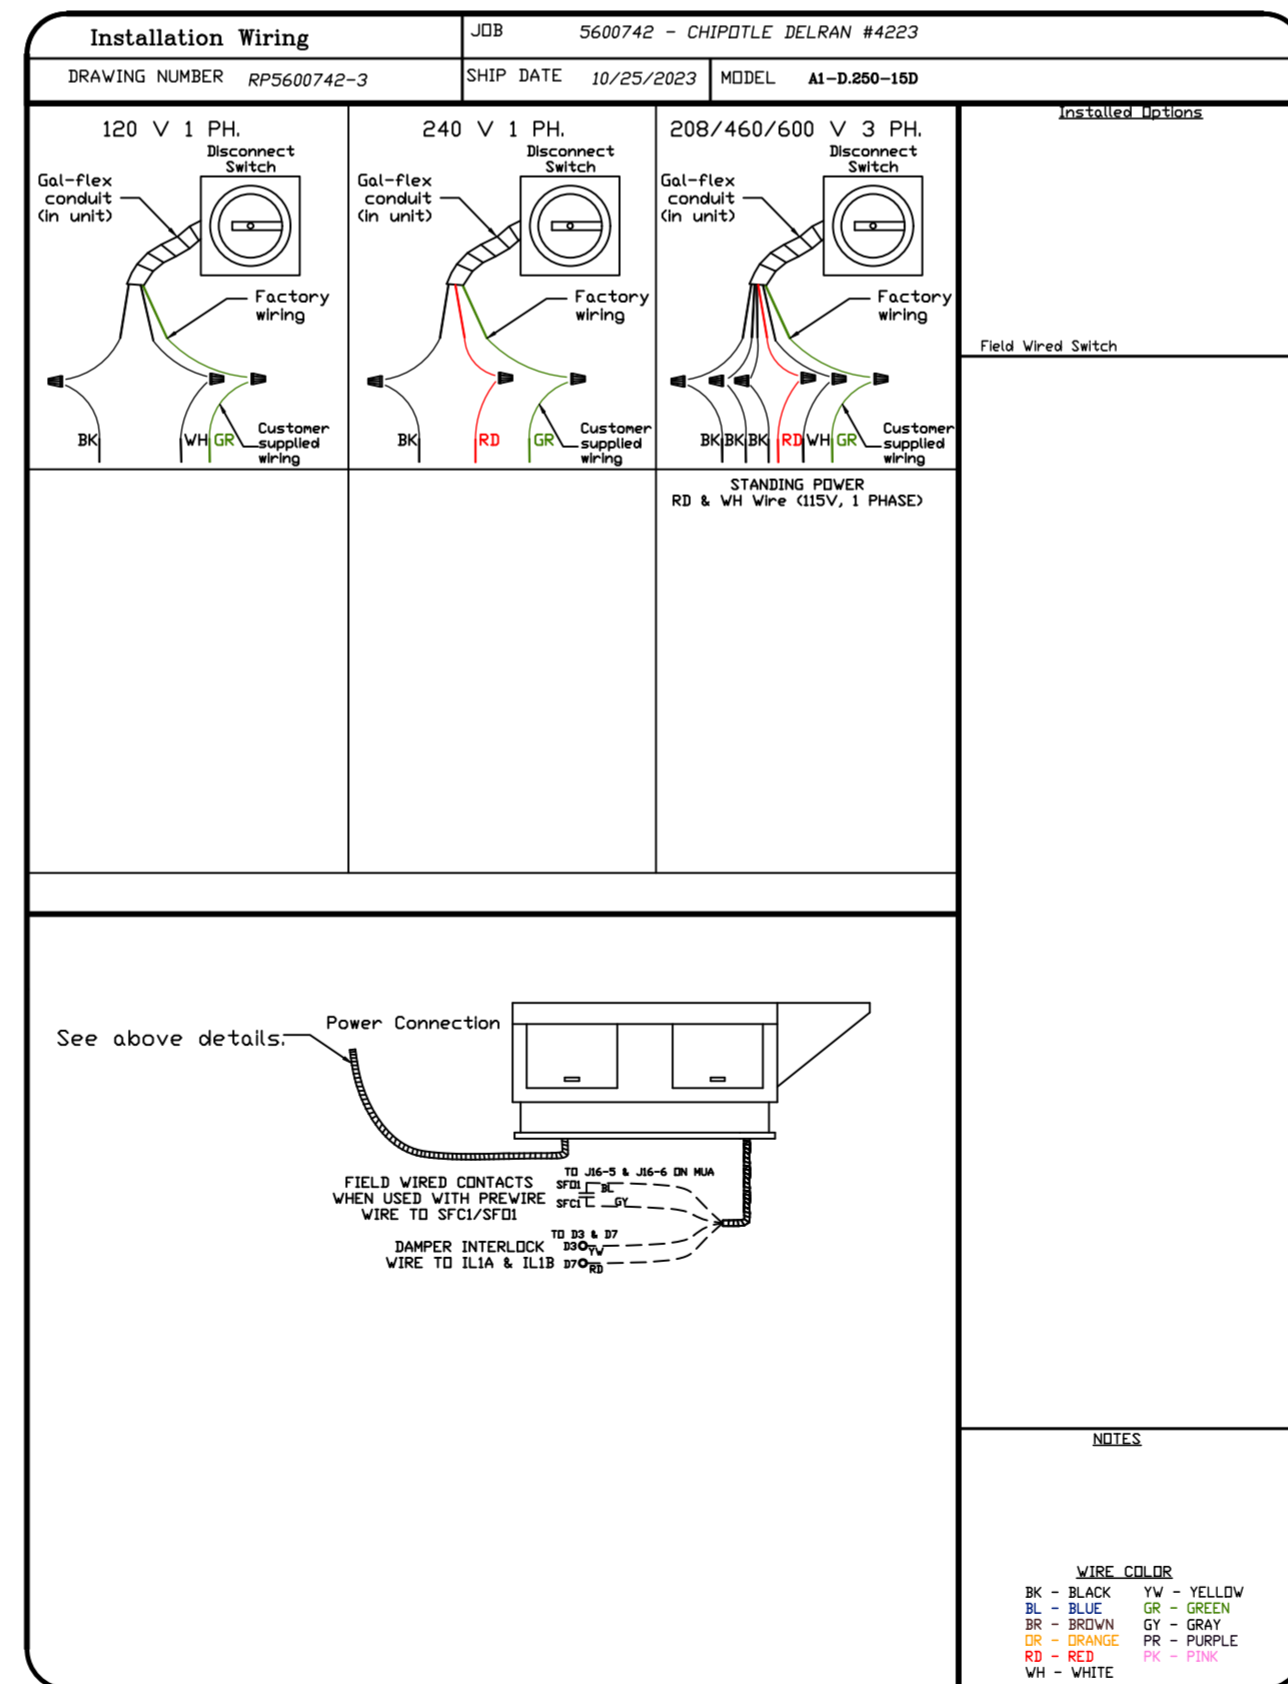 Installation Wiring
JOB 5600742 - CHIPOTLE DELRAN #4223
DRAWING NUMBER RP5600742-3
SHIP DATE 10/25/2023
MODEL A1-D.250-15D
120 V 1 PH.
Disconnect
Switch
Gal-flex
conduit
(in unit)
Factory
wiring
BK
WH
GR
Customer
supplied
wiring
240 V 1 PH.
Disconnect
Switch
Gal-flex
conduit
(in unit)
Factory
wiring
BK
RD
GR
Customer
supplied
wiring
208/460/600 V 3 PH.
Disconnect
Switch
Gal-flex
conduit
(in unit)
Factory
wiring
BK
BK
BK
RD
WH
GR
Customer
supplied
wiring
STANDING POWER
RD & WH Wire (115V, 1 PHASE)
Installed Options
Field Wired Switch
See above details.
Power Connection
FIELD WIRED CONTACTS
WHEN USED WITH PREWIRE
WIRE TO SFC1/SFO1
TO J16-5 & J16-6 ON MUA
SFO1 BL
SFC1 GY
DAMPER INTERLOCK
WIRE TO IL1A & IL1B
TO D3 & D7
D3 YW
D7 RD
NOTES
WIRE COLOR
BK - BLACK YW - YELLOW
BL - BLUE GR - GREEN
BR - BROWN GY - GRAY
OR - ORANGE PR - PURPLE
RD - RED PK - PINK
WH - WHITE